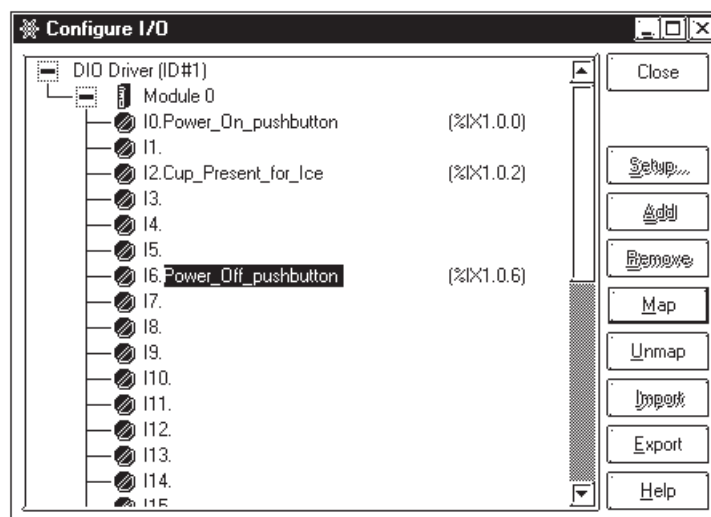 Configure I/O
DIO Driver (ID#1)
Module 0
I0.Power_On_pushbutton (%IX1.0.0)
I1.
I2.Cup_Present_for_Ice (%IX1.0.2)
I3.
I4.
I5.
I6.Power_Off_pushbutton (%IX1.0.6)
I7.
I8.
I9.
I10.
I11.
I12.
I13.
I14.
I15.
Close
Setup...
Add
Remove
Map
Unmap
Import
Export
Help